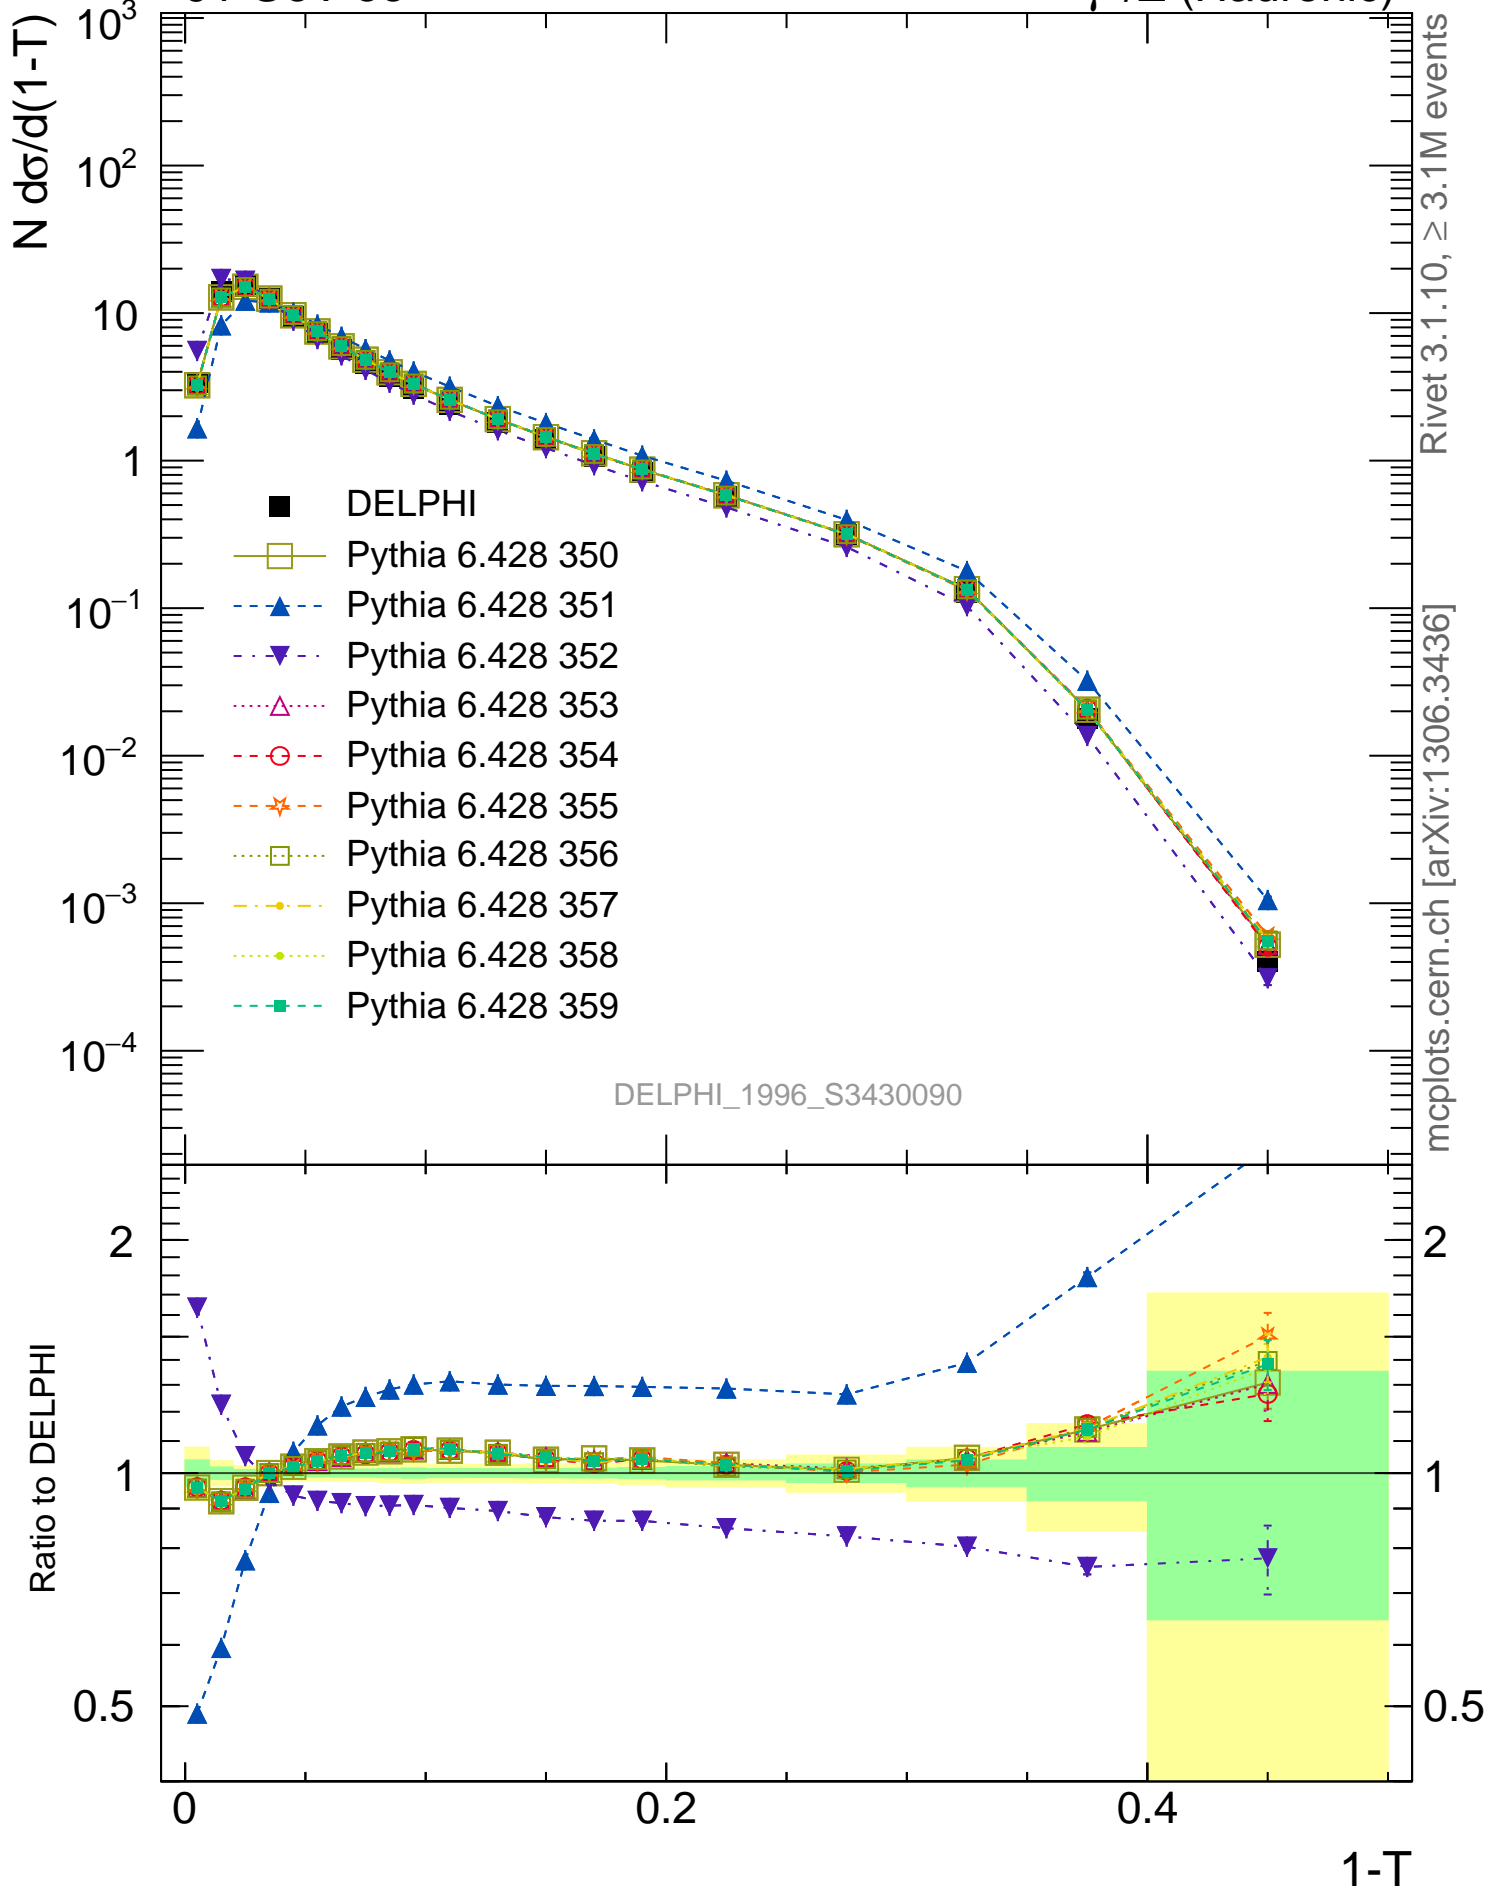 10³
N dσ/d(1-T)
10²
10
1
10⁻¹
10⁻²
10⁻³
10⁻⁴
DELPHI
Pythia 6.428 350
Pythia 6.428 351
Pythia 6.428 352
Pythia 6.428 353
Pythia 6.428 354
Pythia 6.428 355
Pythia 6.428 356
Pythia 6.428 357
Pythia 6.428 358
Pythia 6.428 359
DELPHI_1996_S3430090
Rivet 3.1.10, ≥ 3.1M events
mcplots.cern.ch [arXiv:1306.3436]
Ratio to DELPHI
2
1
0.5
2
1
0.5
0
0.2
0.4
1-T